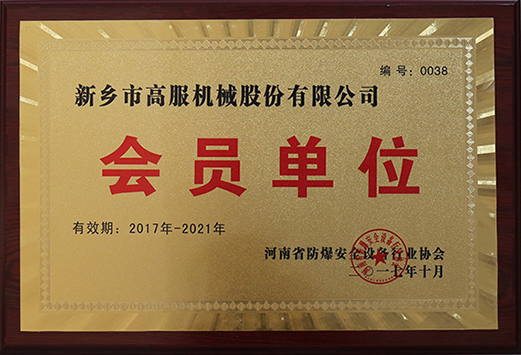 编号：0038
新乡市高服机械股份有限公司
会员单位
有效期：2017年-2021年
河南省防爆安全设备行业协会
二〇一七年十月